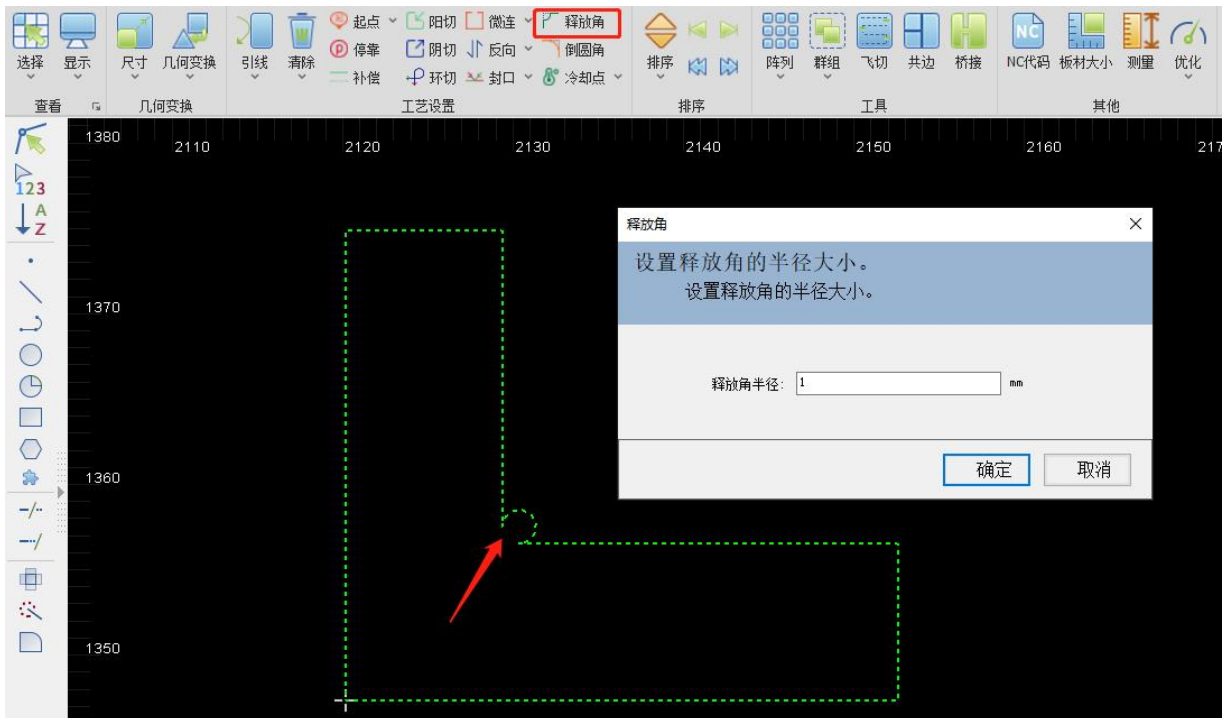 起点 阳切 微连 释放角
停靠 阴切 反向 倒圆角
补偿 环切 封口 冷却点
选择 显示 尺寸 几何变换 引线 清除 排序 阵列 群组 飞切 共边 桥接 NC NC代码 板材大小 测量 优化
查看 几何变换 工艺设置 排序 工具 其他
1380 2110 2120 2130 2140 2150 2160 217
123
A
Z
释放角
设置释放角的半径大小。
设置释放角的半径大小。
1370
释放角半径: 1 mm
确定 取消
1360
1350